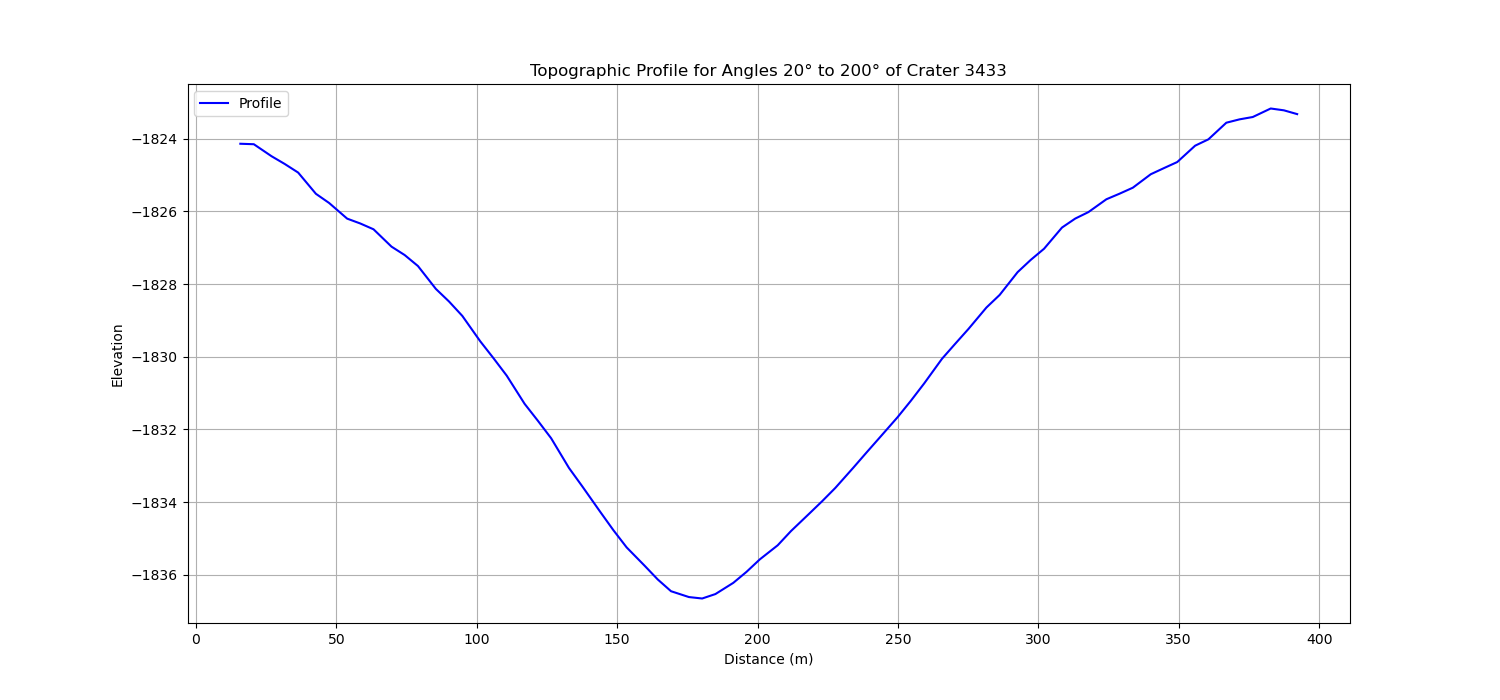 Topographic Profile for Angles 20° to 200° of Crater 3433
Profile
−1824
−1826
−1828
−1830
−1832
−1834
−1836
Elevation
0 50 100 150 200 250 300 350 400
Distance (m)